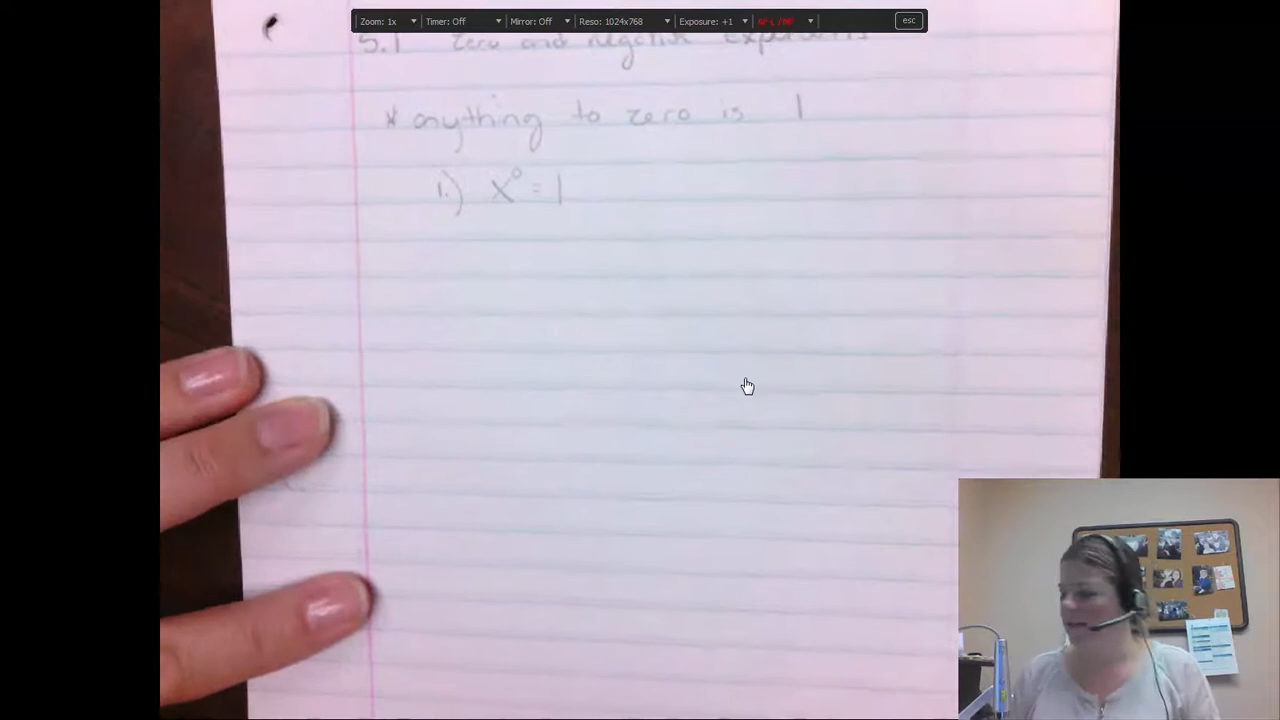 Zoom: 1x Timer: Off Mirror: Off Reso: 1024x768 Exposure: +1 esc
5.1 Zero and negative exponents
* anything to zero is 1
1.) x⁰ = 1